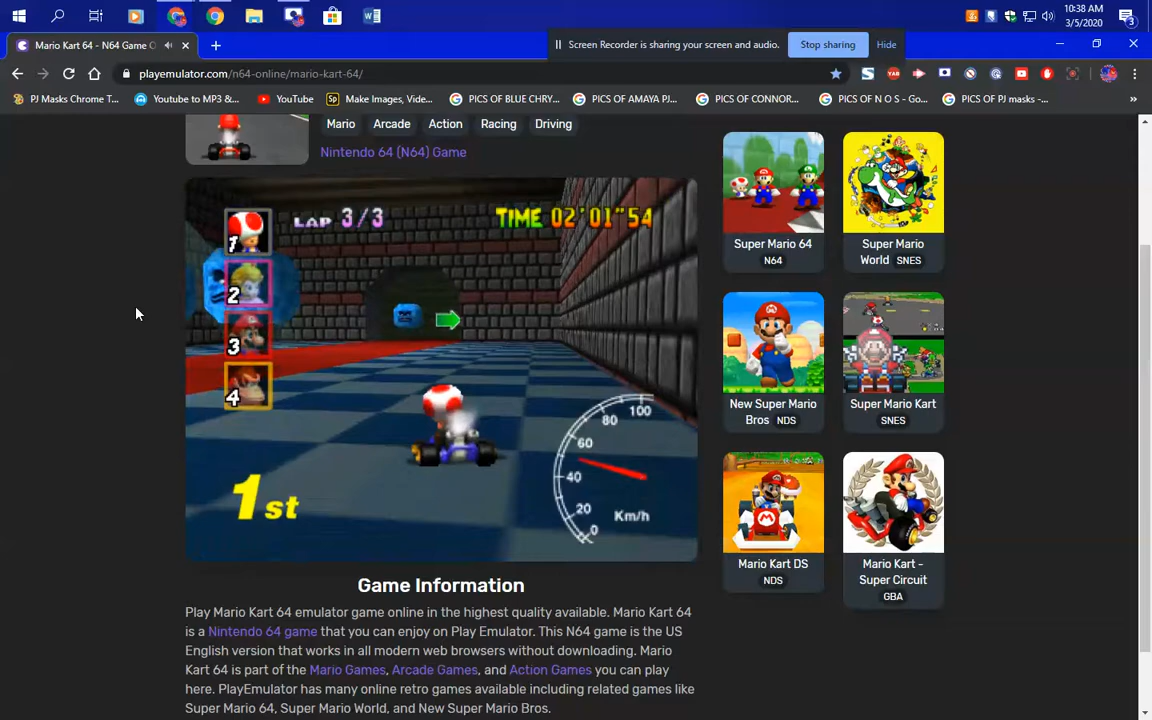 10:38 AM
3/5/2020
3
Mario Kart 64 - N64 Game O
Screen Recorder is sharing your screen and audio.
Stop sharing
Hide
playemulator.com/n64-online/mario-kart-64/
PJ Masks Chrome T...
Youtube to MP3 &...
YouTube
Make Images, Vide...
PICS OF BLUE CHRY...
PICS OF AMAYA PJ...
PICS OF CONNOR...
PICS OF N O S - Go...
PICS OF PJ masks -...
Mario
Arcade
Action
Racing
Driving
Nintendo 64 (N64) Game
LAP 3/3
TIME 02'01"54
1
2
3
4
1st
100
80
60
40
20
0
Km/h
Super Mario 64
N64
Super Mario World SNES
New Super Mario Bros NDS
Super Mario Kart
SNES
Mario Kart DS
NDS
Mario Kart - Super Circuit
GBA
Game Information
Play Mario Kart 64 emulator game online in the highest quality available. Mario Kart 64
is a Nintendo 64 game that you can enjoy on Play Emulator. This N64 game is the US
English version that works in all modern web browsers without downloading. Mario
Kart 64 is part of the Mario Games, Arcade Games, and Action Games you can play
here. PlayEmulator has many online retro games available including related games like
Super Mario 64, Super Mario World, and New Super Mario Bros.